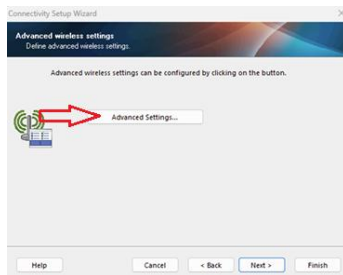 Connectivity Setup Wizard
Advanced wireless settings
Define advanced wireless settings.
Advanced wireless settings can be configured by clicking on the button.
Advanced Settings...
Help
Cancel
< Back
Next >
Finish